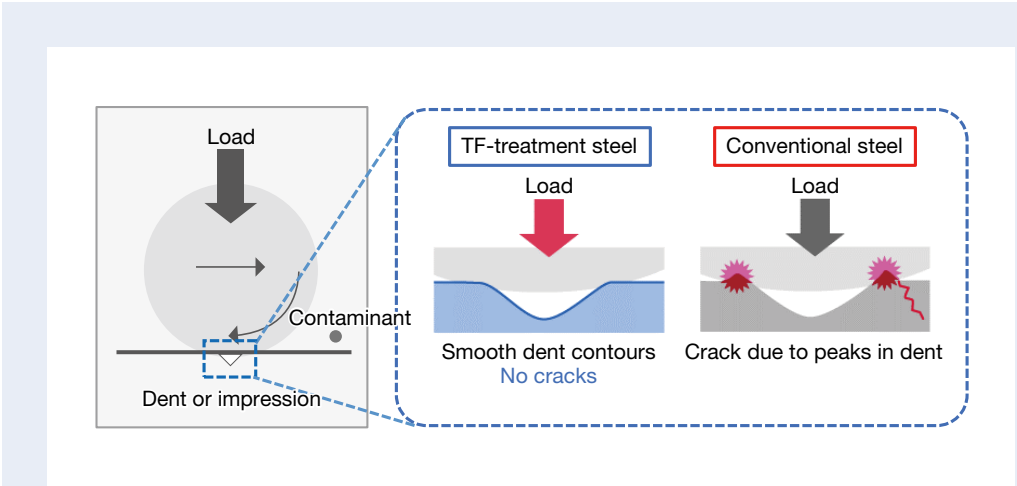 Load
Contaminant
Dent or impression
TF-treatment steel
Load
Smooth dent contours
No cracks
Conventional steel
Load
Crack due to peaks in dent